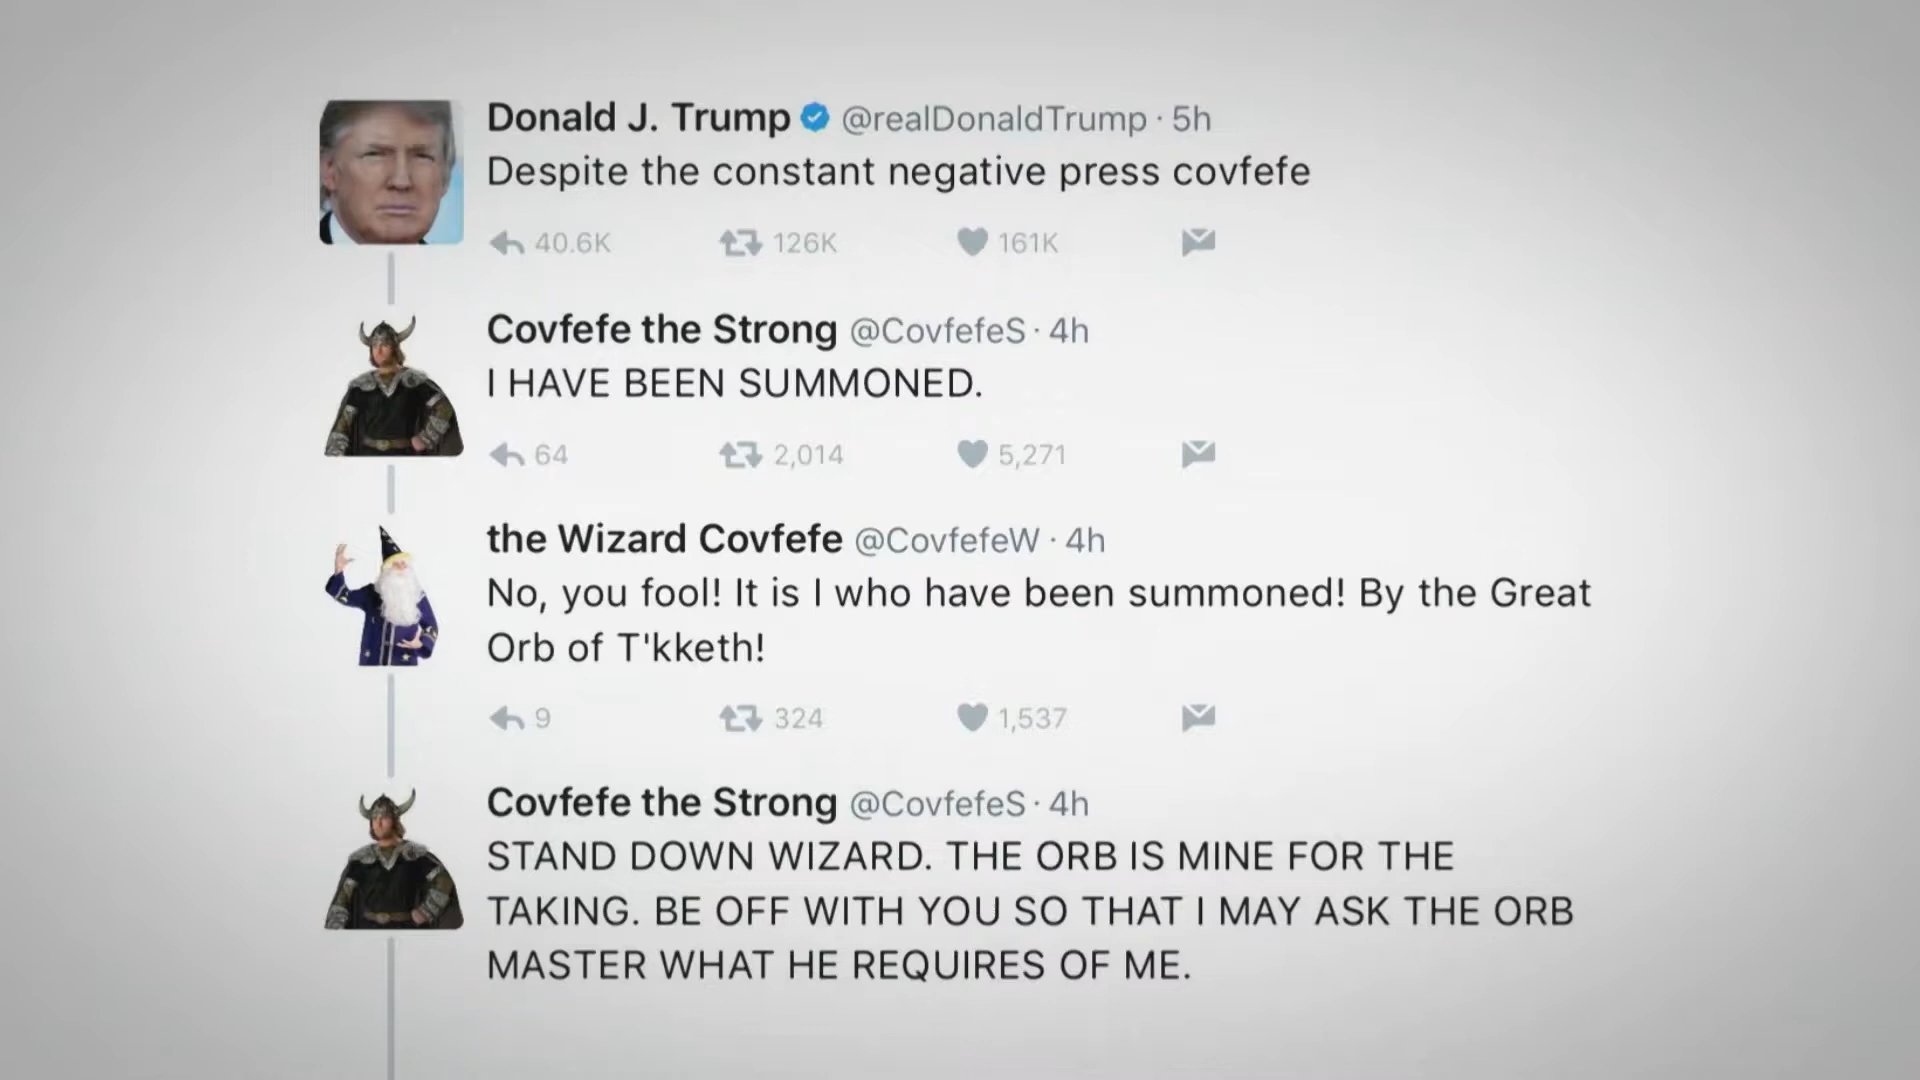 Donald J. Trump @realDonaldTrump · 5h
Despite the constant negative press covfefe
40.6K 126K 161K
Covfefe the Strong @CovfefeS · 4h
I HAVE BEEN SUMMONED.
64 2,014 5,271
the Wizard Covfefe @CovfefeW · 4h
No, you fool! It is I who have been summoned! By the Great
Orb of T'kketh!
9 324 1,537
Covfefe the Strong @CovfefeS · 4h
STAND DOWN WIZARD. THE ORB IS MINE FOR THE
TAKING. BE OFF WITH YOU SO THAT I MAY ASK THE ORB
MASTER WHAT HE REQUIRES OF ME.